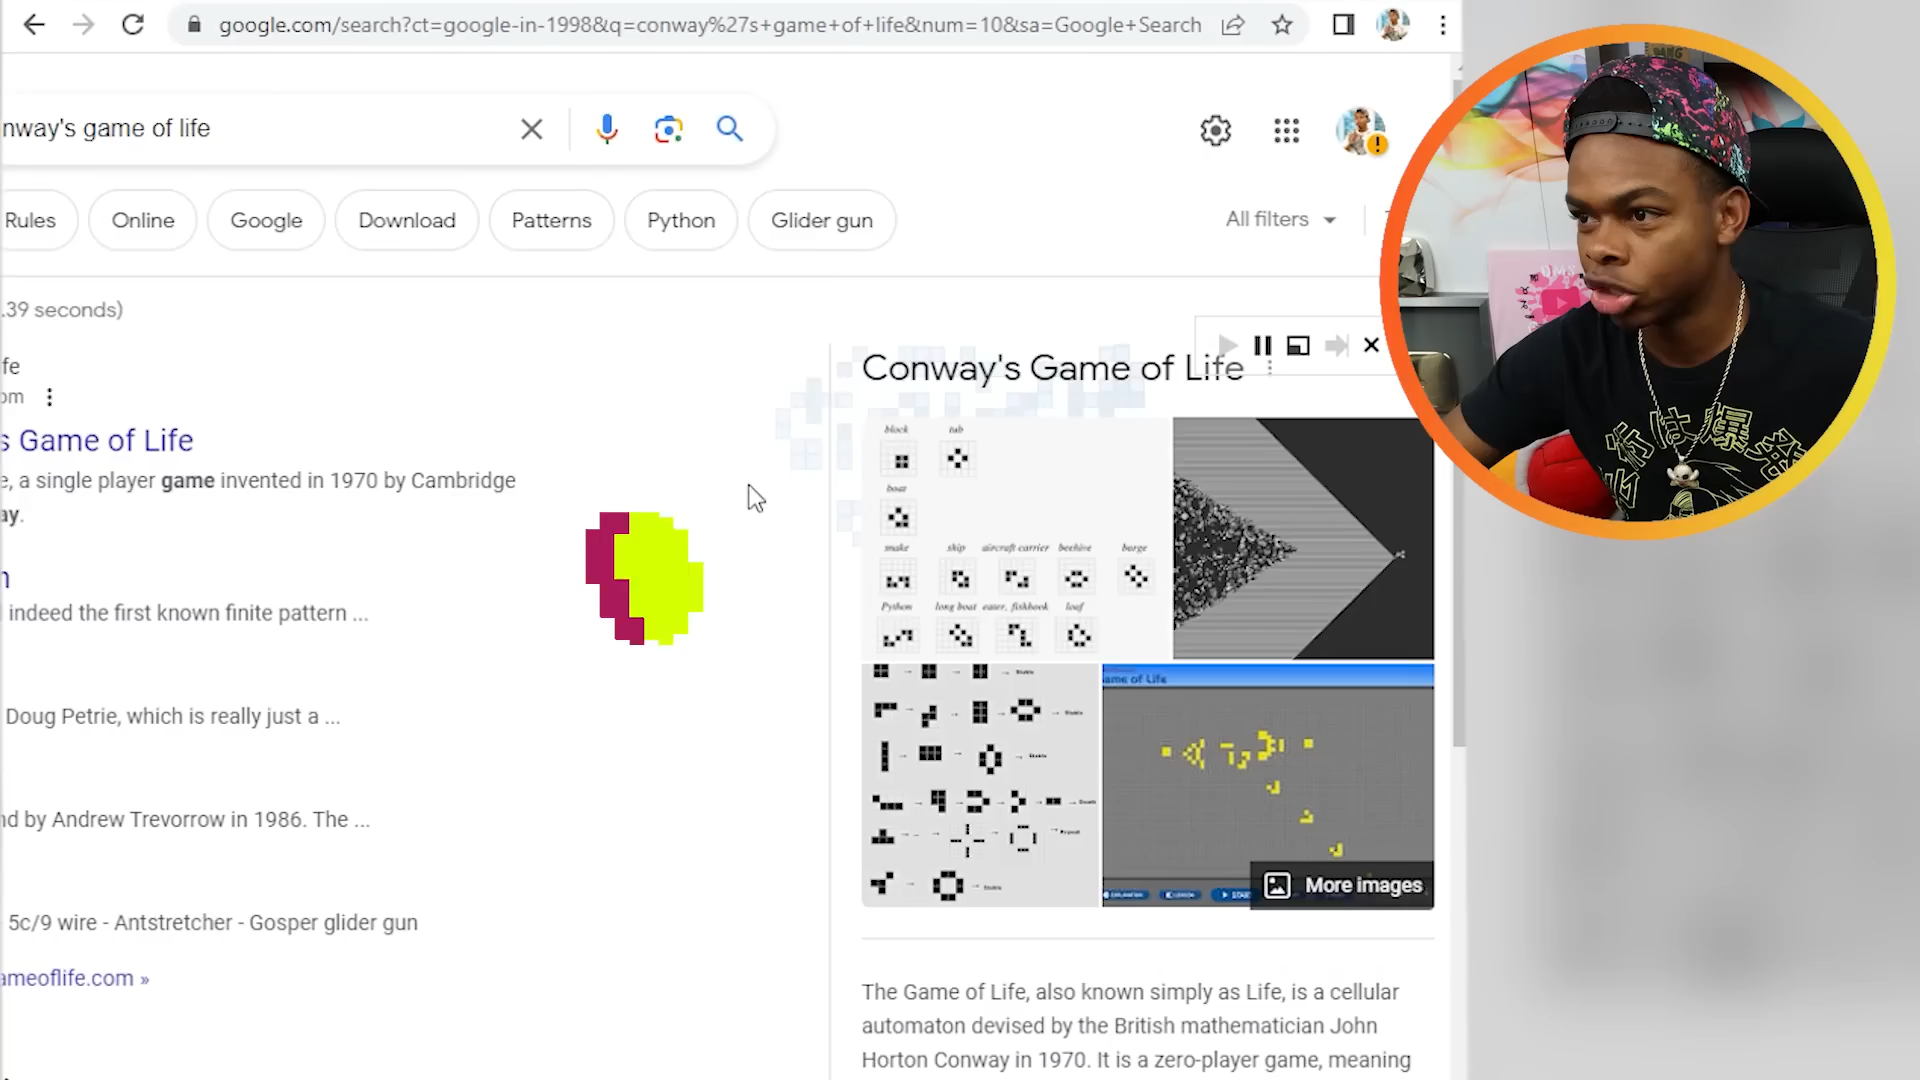 google.com/search?ct=google-in-1998&q=conway%27s+game+of+life&num=10&sa=Google+Search
nway's game of life
Rules
Online
Google
Download
Patterns
Python
Glider gun
All filters
.39 seconds)
fe
om
s Game of Life
e, a single player game invented in 1970 by Cambridge
ay.
n
indeed the first known finite pattern ...
Doug Petrie, which is really just a ...
nd by Andrew Trevorrow in 1986. The ...
5c/9 wire - Antstretcher - Gosper glider gun
ameoflife.com »
Conway's Game of Life
block tub
boat
snake ship aircraft carrier beehive barge
Python long boat eater, fishhook loaf
ame of Life
More images
The Game of Life, also known simply as Life, is a cellular
automaton devised by the British mathematician John
Horton Conway in 1970. It is a zero-player game, meaning